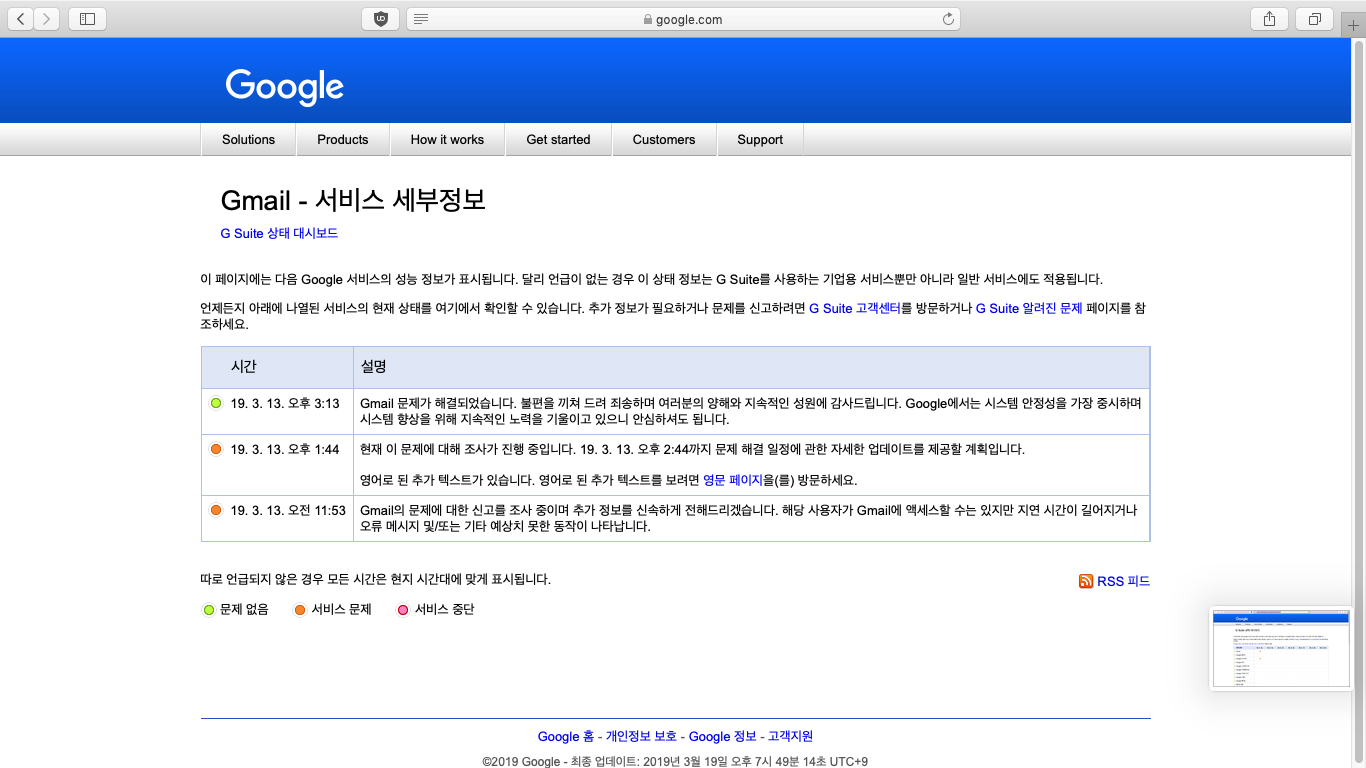 google.com
Google
Solutions
Products
How it works
Get started
Customers
Support
Gmail - 서비스 세부정보
G Suite 상태 대시보드
이 페이지에는 다음 Google 서비스의 성능 정보가 표시됩니다. 달리 언급이 없는 경우 이 상태 정보는 G Suite를 사용하는 기업용 서비스뿐만 아니라 일반 서비스에도 적용됩니다.
언제든지 아래에 나열된 서비스의 현재 상태를 여기에서 확인할 수 있습니다. 추가 정보가 필요하거나 문제를 신고하려면 G Suite 고객센터를 방문하거나 G Suite 알려진 문제 페이지를 참
조하세요.
시간
설명
19. 3. 13. 오후 3:13
Gmail 문제가 해결되었습니다. 불편을 끼쳐 드려 죄송하며 여러분의 양해와 지속적인 성원에 감사드립니다. Google에서는 시스템 안정성을 가장 중시하며
시스템 향상을 위해 지속적인 노력을 기울이고 있으니 안심하셔도 됩니다.
19. 3. 13. 오후 1:44
현재 이 문제에 대해 조사가 진행 중입니다. 19. 3. 13. 오후 2:44까지 문제 해결 일정에 관한 자세한 업데이트를 제공할 계획입니다.
영어로 된 추가 텍스트가 있습니다. 영어로 된 추가 텍스트를 보려면 영문 페이지을(를) 방문하세요.
19. 3. 13. 오전 11:53
Gmail의 문제에 대한 신고를 조사 중이며 추가 정보를 신속하게 전해드리겠습니다. 해당 사용자가 Gmail에 액세스할 수는 있지만 지연 시간이 길어지거나
오류 메시지 및/또는 기타 예상치 못한 동작이 나타납니다.
따로 언급되지 않은 경우 모든 시간은 현지 시간대에 맞게 표시됩니다.
RSS 피드
문제 없음
서비스 문제
서비스 중단
Google
Google 홈 - 개인정보 보호 - Google 정보 - 고객지원
©2019 Google - 최종 업데이트: 2019년 3월 19일 오후 7시 49분 14초 UTC+9